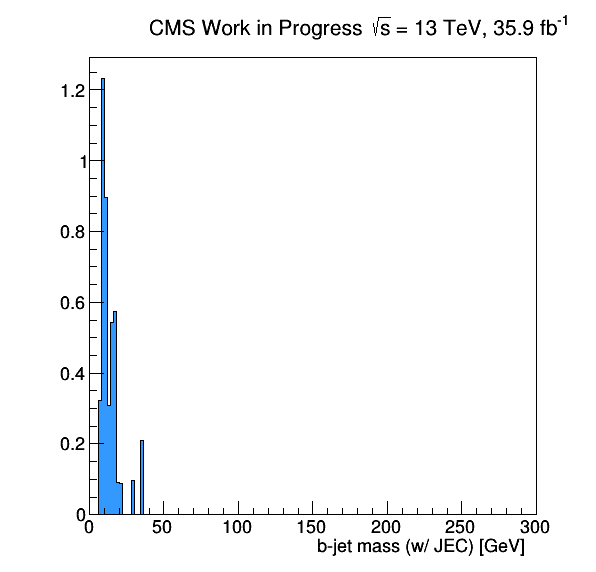 CMS Work in Progress √s = 13 TeV, 35.9 fb⁻¹
1.2
1
0.8
0.6
0.4
0.2
0
0 50 100 150 200 250 300
b-jet mass (w/ JEC) [GeV]